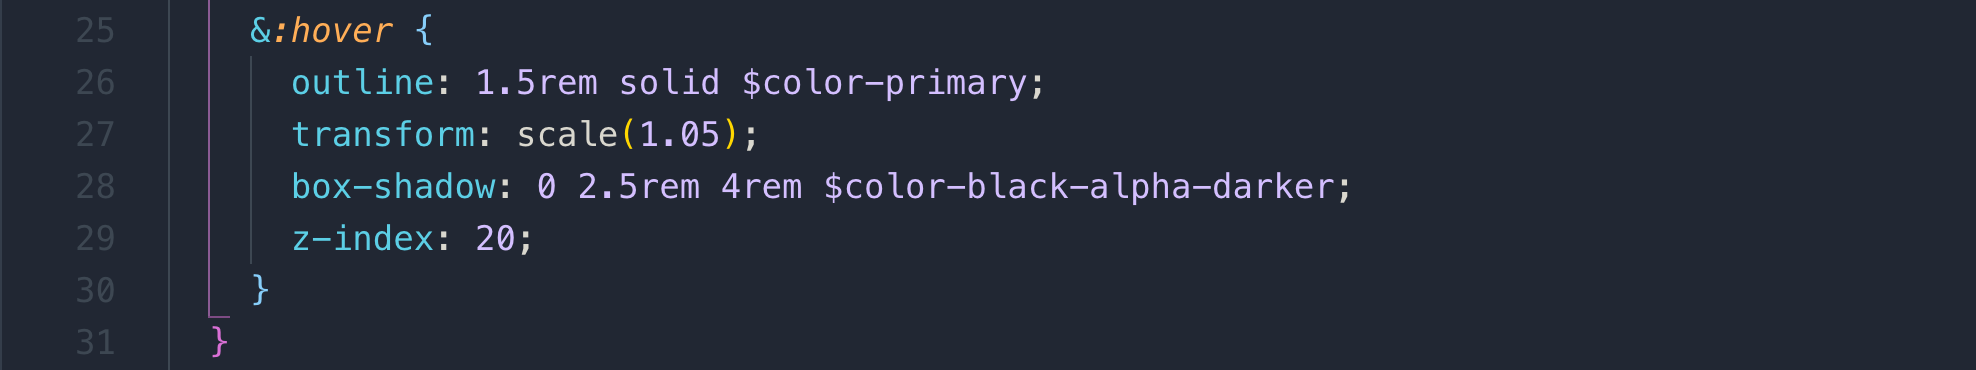 25 &:hover {
26 outline: 1.5rem solid $color-primary;
27 transform: scale(1.05);
28 box-shadow: 0 2.5rem 4rem $color-black-alpha-darker;
29 z-index: 20;
30 }
31 }